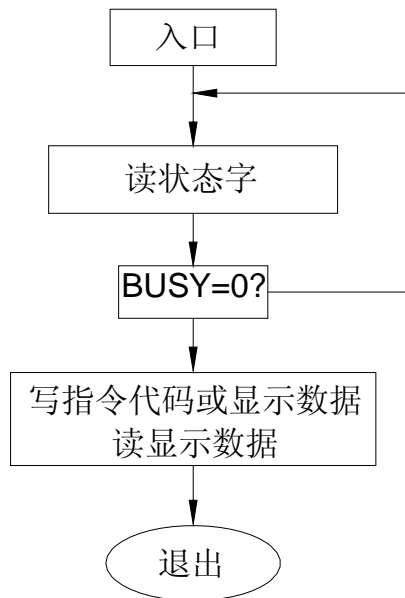 入口
读状态字
BUSY=0?
写指令代码或显示数据
读显示数据
退出